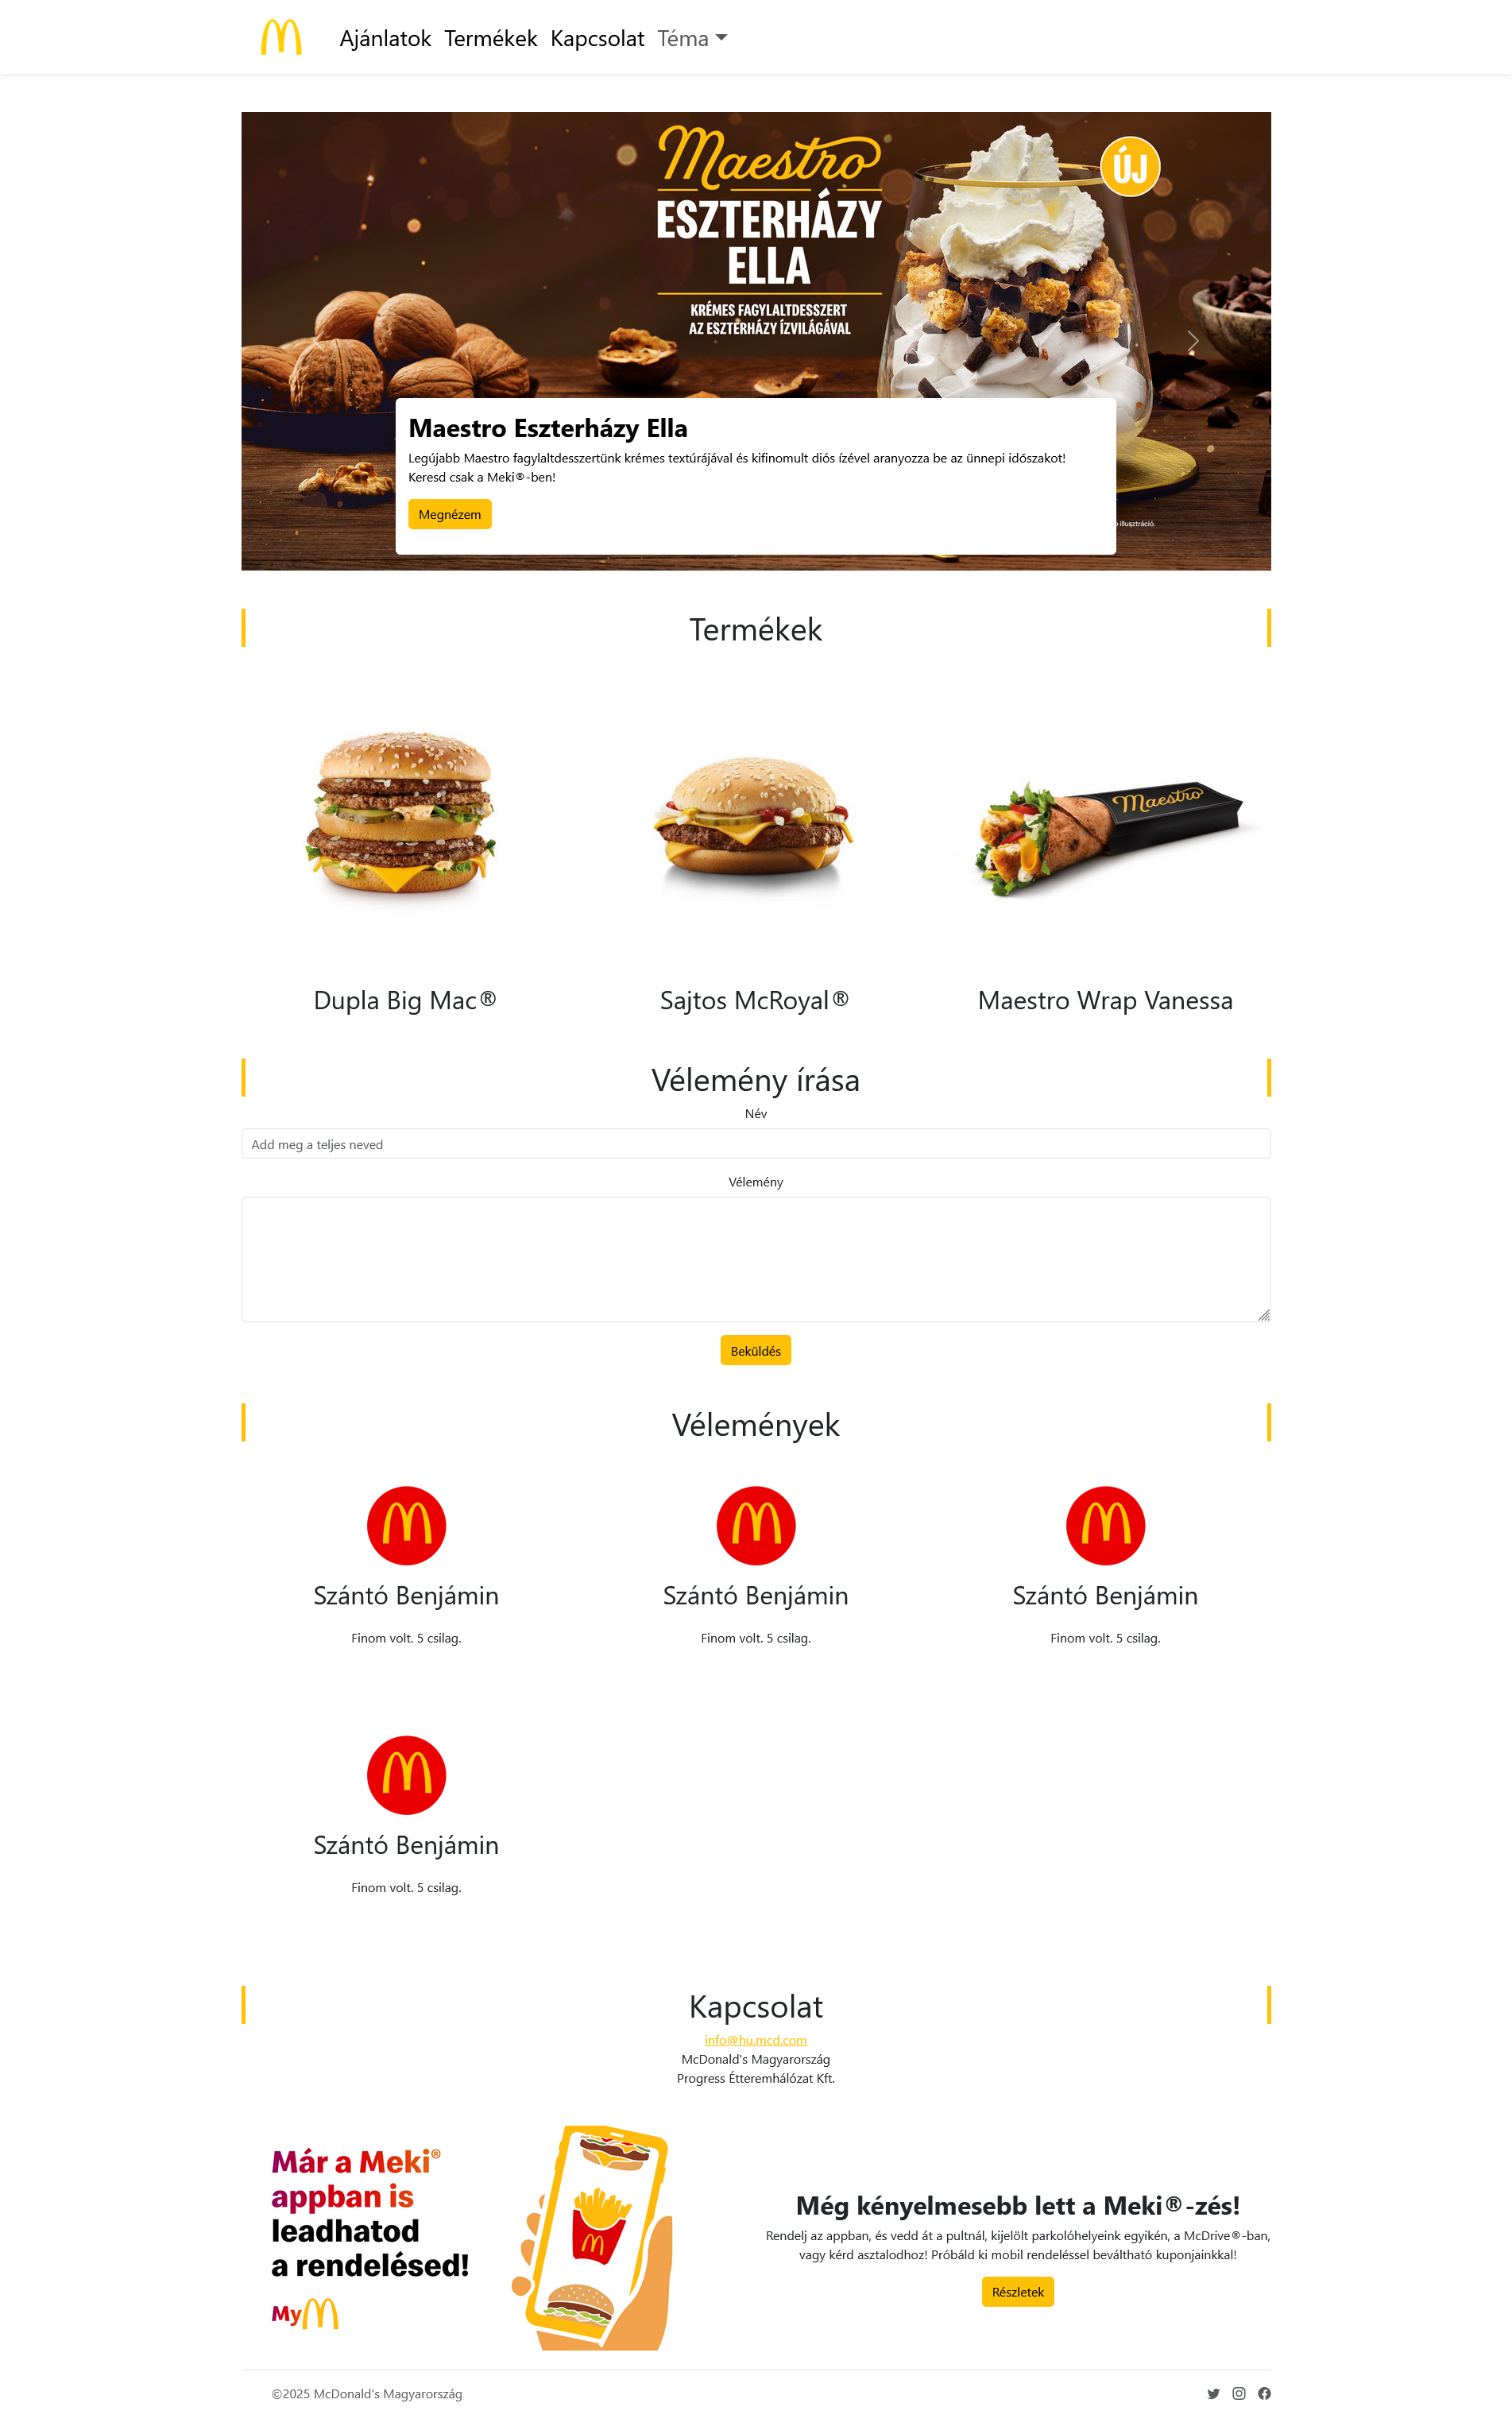 Ajánlatok Termékek Kapcsolat Téma
Maestro
ESZTERHÁZY
ELLA
KRÉMES FAGYLALTDESSZERT
AZ ESZTERHÁZY ÍZVILÁGÁVAL
ÚJ
Maestro Eszterházy Ella
Legújabb Maestro fagylaltdesszertünk krémes textúrájával és kifinomult diós ízével aranyozza be az ünnepi időszakot!
Keresd csak a Meki®-ben!
Megnézem
illusztráció.
Termékek
Maestro
Dupla Big Mac®
Sajtos McRoyal®
Maestro Wrap Vanessa
Vélemény írása
Név
Add meg a teljes neved
Vélemény
Beküldés
Vélemények
Szántó Benjámin
Szántó Benjámin
Szántó Benjámin
Finom volt. 5 csilag.
Finom volt. 5 csilag.
Finom volt. 5 csilag.
Szántó Benjámin
Finom volt. 5 csilag.
Kapcsolat
info@hu.mcd.com
McDonald's Magyarország
Progress Étteremhálózat Kft.
Már a Meki®
appban is
leadhatod
a rendelésed!
My
Még kényelmesebb lett a Meki®-zés!
Rendelj az appban, és vedd át a pultnál, kijelölt parkolóhelyeink egyikén, a McDrive®-ban,
vagy kérd asztalodhoz! Próbáld ki mobil rendeléssel beváltható kuponjainkkal!
Részletek
©2025 McDonald's Magyarország